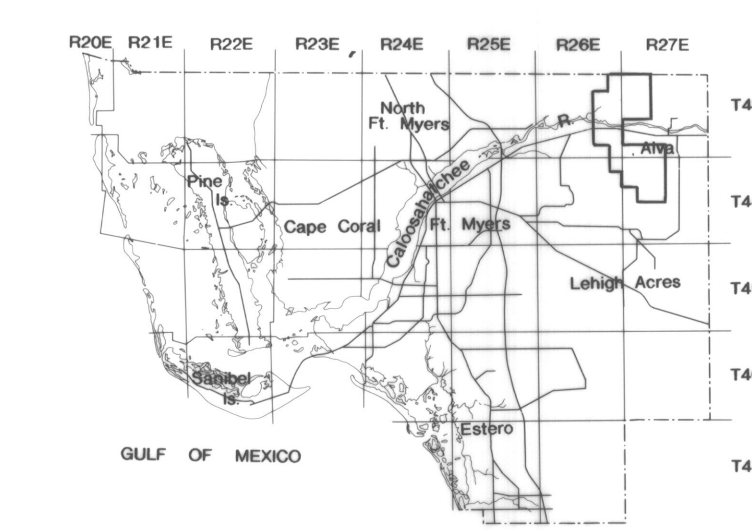 R20E R21E R22E R23E R24E R25E R26E R27E
T4
North
Ft. Myers
R.
Alva
Pine
Is.
T4
Caloosahatchee
Cape Coral
Ft. Myers
Lehigh Acres
T4
Sanibel
Is.
T4
Estero
GULF OF MEXICO
T4